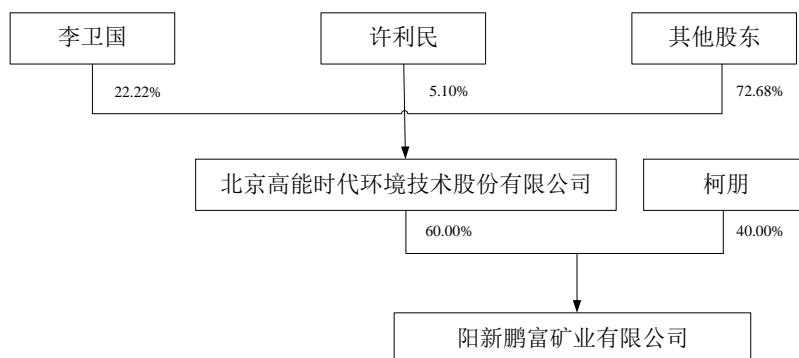 李卫国
许利民
其他股东
22.22%
5.10%
72.68%
北京高能时代环境技术股份有限公司
柯朋
60.00%
40.00%
阳新鹏富矿业有限公司